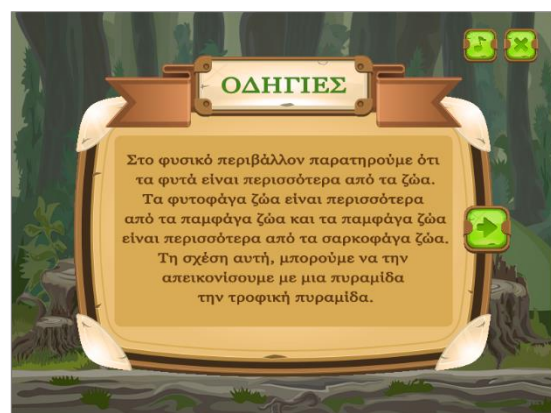 ΟΔΗΓΙΕΣ
Στο φυσικό περιβάλλον παρατηρούμε ότι
τα φυτά είναι περισσότερα από τα ζώα.
Τα φυτοφάγα ζώα είναι περισσότερα
από τα παμφάγα ζώα και τα παμφάγα ζώα
είναι περισσότερα από τα σαρκοφάγα ζώα.
Τη σχέση αυτή, μπορούμε να την
απεικονίσουμε με μια πυραμίδα
την τροφική πυραμίδα.